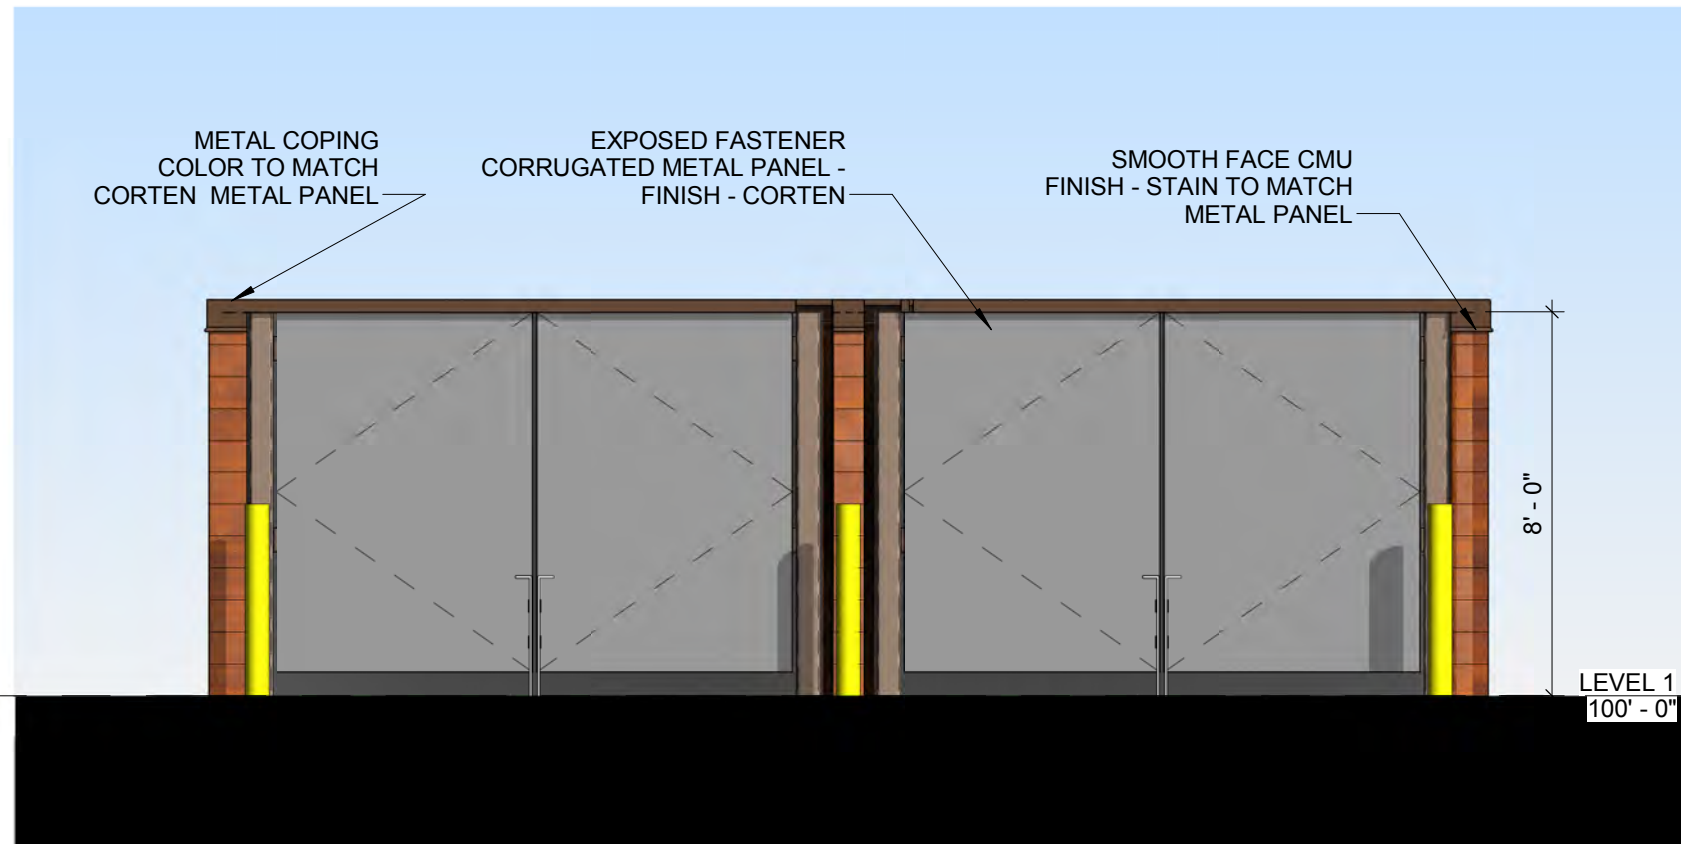 METAL COPING
COLOR TO MATCH
CORTEN METAL PANEL
EXPOSED FASTENER
CORRUGATED METAL PANEL -
FINISH - CORTEN
SMOOTH FACE CMU
FINISH - STAIN TO MATCH
METAL PANEL
8' - 0"
LEVEL 1
100' - 0"